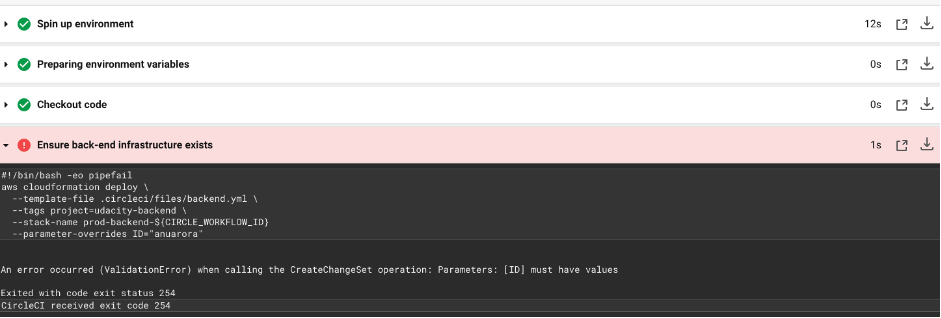 Spin up environment 12s
Preparing environment variables 0s
Checkout code 0s
Ensure back-end infrastructure exists 1s
#!/bin/bash -eo pipefail
aws cloudformation deploy \
--template-file .circleci/files/backend.yml \
--tags project=udacity-backend \
--stack-name prod-backend-${CIRCLE_WORKFLOW_ID}
--parameter-overrides ID="anuarora"
An error occurred (ValidationError) when calling the CreateChangeSet operation: Parameters: [ID] must have values
Exited with code exit status 254
CircleCI received exit code 254